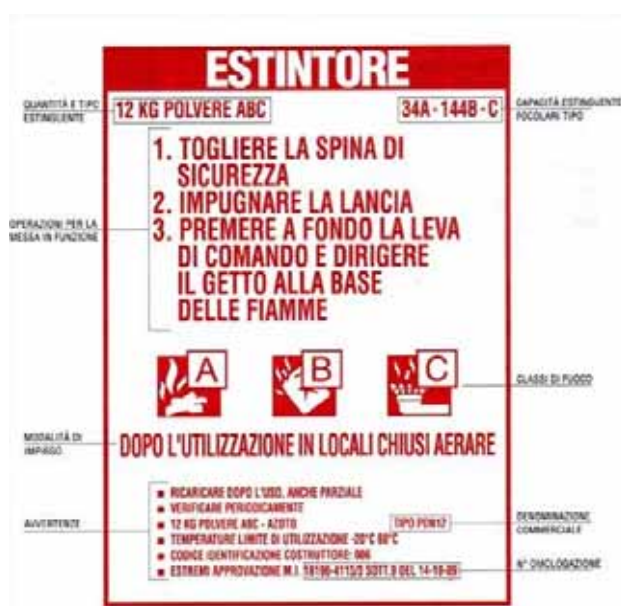 ESTINTORE
QUANTITÀ E TIPO
ESTINGUENTE
12 KG POLVERE ABC
34A - 144B - C
CAPACITÀ ESTINGUENTE
FOCOLARI TIPO
1. TOGLIERE LA SPINA DI
SICUREZZA
2. IMPUGNARE LA LANCIA
3. PREMERE A FONDO LA LEVA
DI COMANDO E DIRIGERE
IL GETTO ALLA BASE
DELLE FIAMME
OPERAZIONI PER LA
MESSA IN FUNZIONE
A
B
C
CLASSI DI FUOCO
MODALITÀ DI
IMPIEGO
DOPO L'UTILIZZAZIONE IN LOCALI CHIUSI AERARE
AVVERTENZE
RICARICARE DOPO L'USO, ANCHE PARZIALE
VERIFICARE PERIODICAMENTE
12 KG POLVERE ABC - AZOTO
TIPO
TEMPERATURE LIMITE DI UTILIZZAZIONE -20°C 60°C
CODICE IDENTIFICAZIONE COSTRUTTORE:
ESTREMI APPROVAZIONE M.I.
SOTT. DEL
DENOMINAZIONE
COMMERCIALE
N° OMOLOGAZIONE